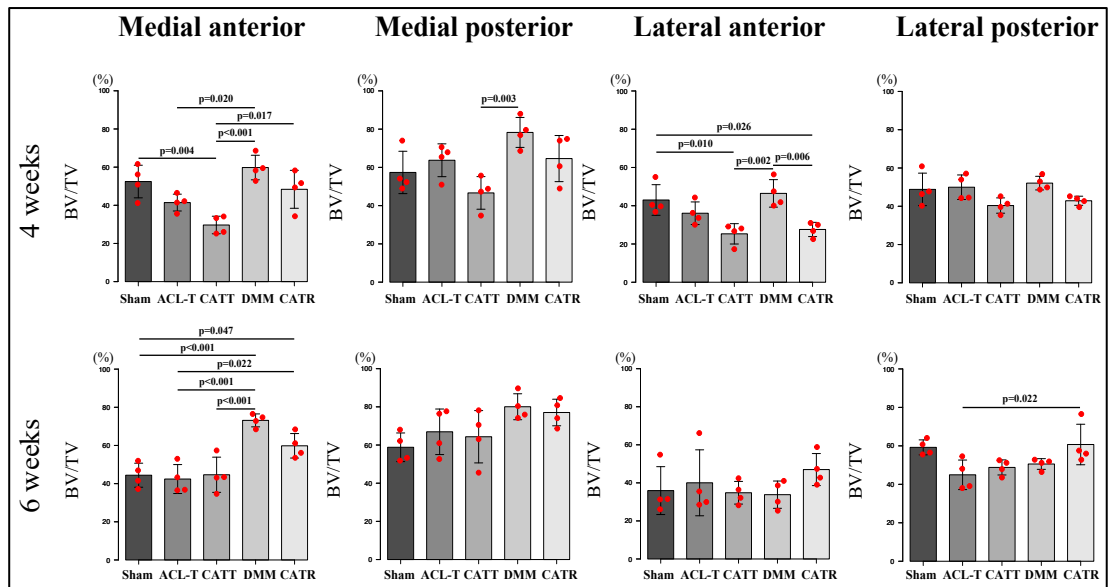 Medial anterior
Medial posterior
Lateral anterior
Lateral posterior
4 weeks
(%)
BV/TV
100
80
60
40
20
0
p=0.020
p=0.017
p<0.001
p=0.004
Sham ACL-T CATT DMM CATR
(%)
BV/TV
100
80
60
40
20
0
p=0.003
Sham ACL-T CATT DMM CATR
(%)
BV/TV
100
80
60
40
20
0
p=0.026
p=0.010
p=0.002
p=0.006
Sham ACL-T CATT DMM CATR
(%)
BV/TV
100
80
60
40
20
0
Sham ACL-T CATT DMM CATR
6 weeks
(%)
BV/TV
100
80
60
40
20
0
p=0.047
p<0.001
p=0.022
p<0.001
p<0.001
Sham ACL-T CATT DMM CATR
(%)
BV/TV
100
80
60
40
20
0
Sham ACL-T CATT DMM CATR
(%)
BV/TV
100
80
60
40
20
0
Sham ACL-T CATT DMM CATR
(%)
BV/TV
100
80
60
40
20
0
p=0.022
Sham ACL-T CATT DMM CATR